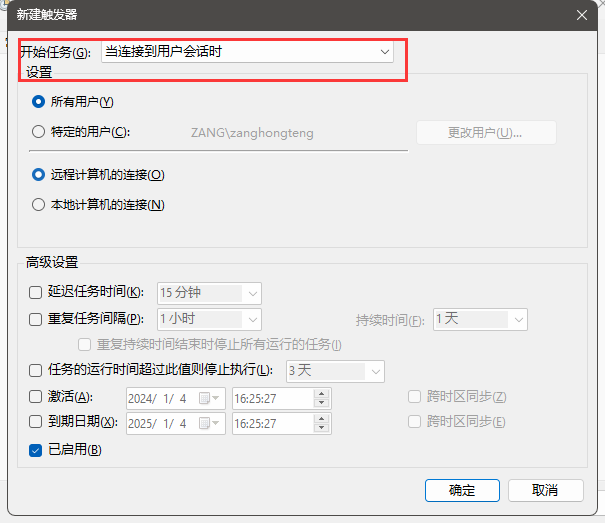 新建触发器
开始任务(G): 当连接到用户会话时
设置
所有用户(Y)
特定的用户(C): ZANG\zanghongteng 更改用户(U)...
远程计算机的连接(O)
本地计算机的连接(N)
高级设置
延迟任务时间(K): 15 分钟
重复任务间隔(P): 1 小时 持续时间(F): 1 天
重复持续时间结束时停止所有运行的任务(I)
任务的运行时间超过此值则停止执行(L): 3 天
激活(A): 2024/ 1/ 4 16:25:27 跨时区同步(Z)
到期日期(X): 2025/ 1/ 4 16:25:27 跨时区同步(E)
已启用(B)
确定 取消